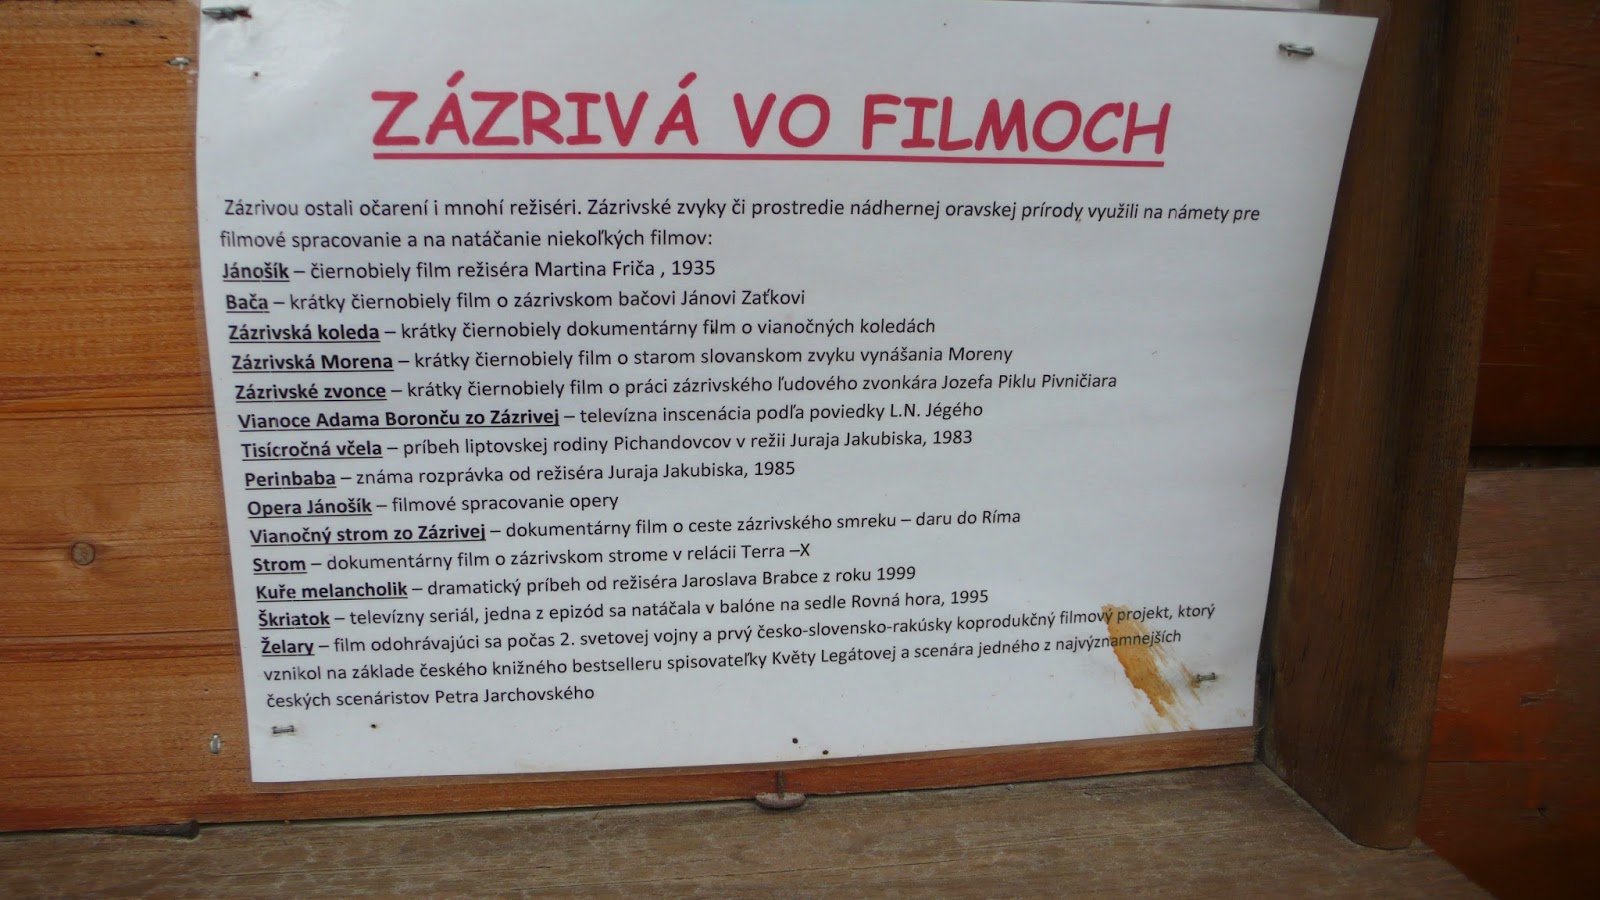 ZÁZRIVÁ VO FILMOCH
Zázrivou ostali očarení i mnohí režiséri. Zázrivské zvyky či prostredie nádhernej oravskej prírody využili na námety pre
filmové spracovanie a na natáčanie niekoľkých filmov:
Jánošík – čiernobiely film režiséra Martina Friča , 1935
Bača – krátky čiernobiely film o zázrivskom bačovi Jánovi Zaťkovi
Zázrivská koleda – krátky čiernobiely dokumentárny film o vianočných koledách
Zázrivská Morena – krátky čiernobiely film o starom slovanskom zvyku vynášania Moreny
Zázrivské zvonce – krátky čiernobiely film o práci zázrivského ľudového zvonkára Jozefa Piklu Pivničiara
Vianoce Adama Boronču zo Zázrivej – televízna inscenácia podľa poviedky L.N. Jégého
Tisícročná včela – príbeh liptovskej rodiny Pichandovcov v režii Juraja Jakubiska, 1983
Perinbaba – známa rozprávka od režiséra Juraja Jakubiska, 1985
Opera Jánošík – filmové spracovanie opery
Vianočný strom zo Zázrivej – dokumentárny film o ceste zázrivského smreku – daru do Ríma
Strom – dokumentárny film o zázrivskom strome v relácii Terra –X
Kuře melancholik – dramatický príbeh od režiséra Jaroslava Brabce z roku 1999
Škriatok – televízny seriál, jedna z epizód sa natáčala v balóne na sedle Rovná hora, 1995
Želary – film odohrávajúci sa počas 2. svetovej vojny a prvý česko-slovensko-rakúsky koprodukčný filmový projekt, ktorý
vznikol na základe českého knižného bestselleru spisovateľky Květy Legátovej a scenára jedného z najvýznamnejších
českých scenáristov Petra Jarchovského